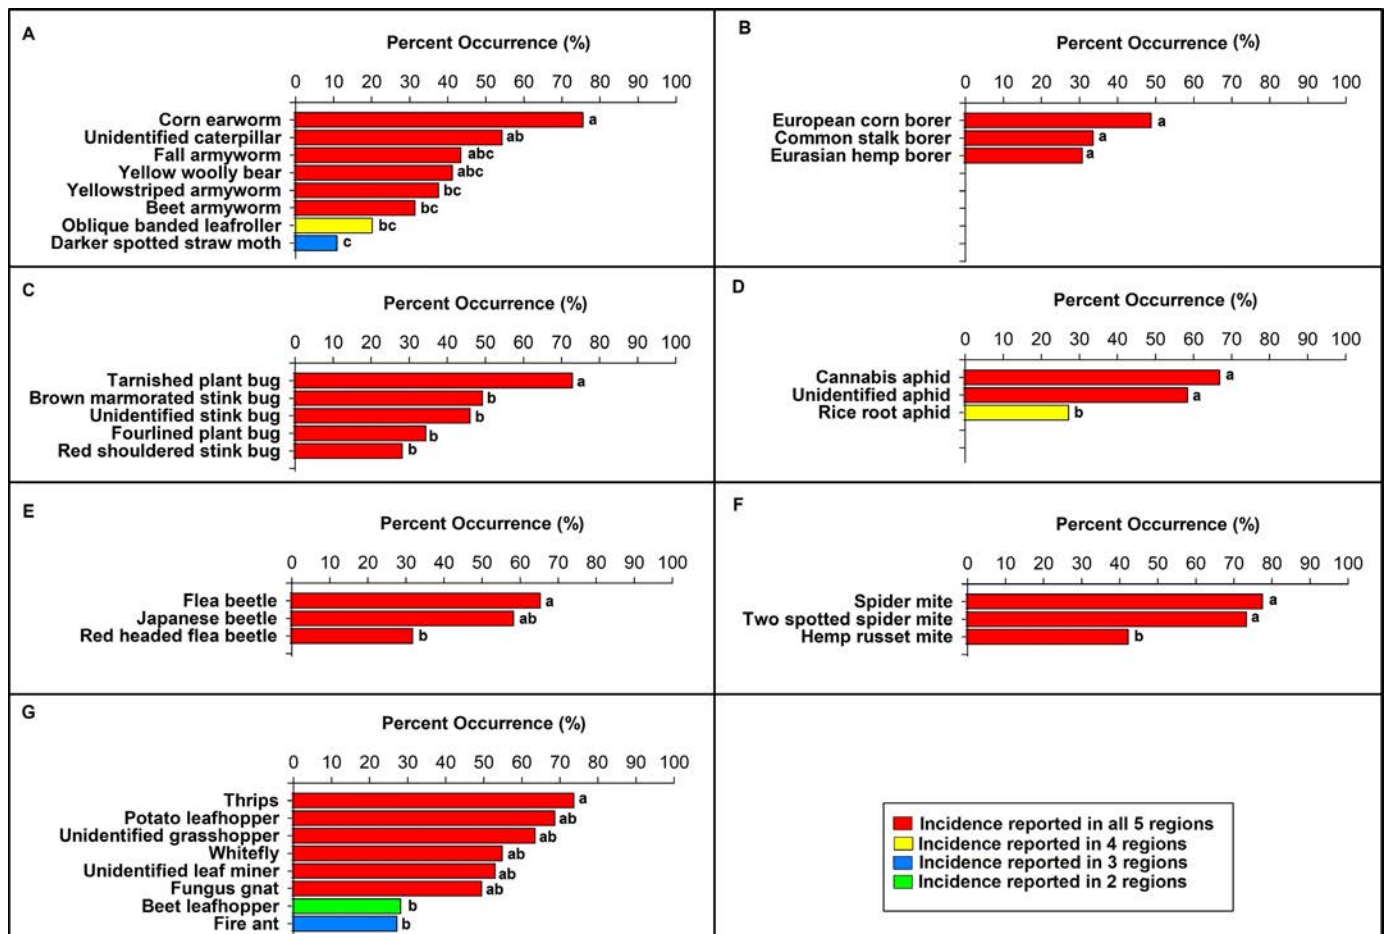 A
Percent Occurrence (%)
0 10 20 30 40 50 60 70 80 90 100
Corn earworm a
Unidentified caterpillar ab
Fall armyworm abc
Yellow woolly bear abc
Yellowstriped armyworm bc
Beet armyworm bc
Oblique banded leafroller bc
Darker spotted straw moth c
B
Percent Occurrence (%)
0 10 20 30 40 50 60 70 80 90 100
European corn borer a
Common stalk borer a
Eurasian hemp borer a
C
Percent Occurrence (%)
0 10 20 30 40 50 60 70 80 90 100
Tarnished plant bug a
Brown marmorated stink bug b
Unidentified stink bug b
Fourlined plant bug b
Red shouldered stink bug b
D
Percent Occurrence (%)
0 10 20 30 40 50 60 70 80 90 100
Cannabis aphid a
Unidentified aphid a
Rice root aphid b
E
Percent Occurrence (%)
0 10 20 30 40 50 60 70 80 90 100
Flea beetle a
Japanese beetle ab
Red headed flea beetle b
F
Percent Occurrence (%)
0 10 20 30 40 50 60 70 80 90 100
Spider mite a
Two spotted spider mite a
Hemp russet mite b
G
Percent Occurrence (%)
0 10 20 30 40 50 60 70 80 90 100
Thrips a
Potato leafhopper ab
Unidentified grasshopper ab
Whitefly ab
Unidentified leaf miner ab
Fungus gnat ab
Beet leafhopper b
Fire ant b
Incidence reported in all 5 regions
Incidence reported in 4 regions
Incidence reported in 3 regions
Incidence reported in 2 regions